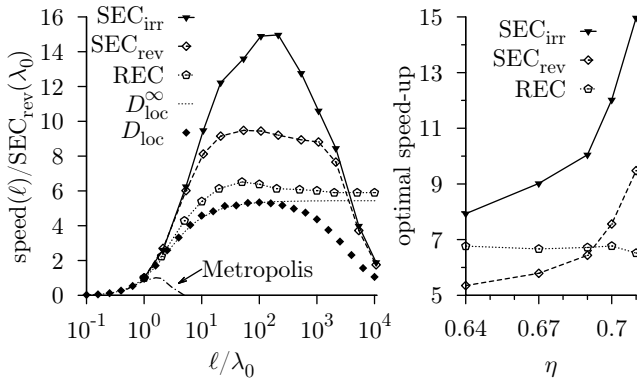 speed(ℓ)/SEC_rev(λ_0)
16
14
12
10
8
6
4
2
0
SEC_irr
SEC_rev
REC
D_loc^∞
D_loc
Metropolis
10^-1 10^0 10^1 10^2 10^3 10^4
ℓ/λ_0
optimal speed-up
15
13
11
9
7
5
SEC_irr
SEC_rev
REC
0.64 0.67 0.7
η